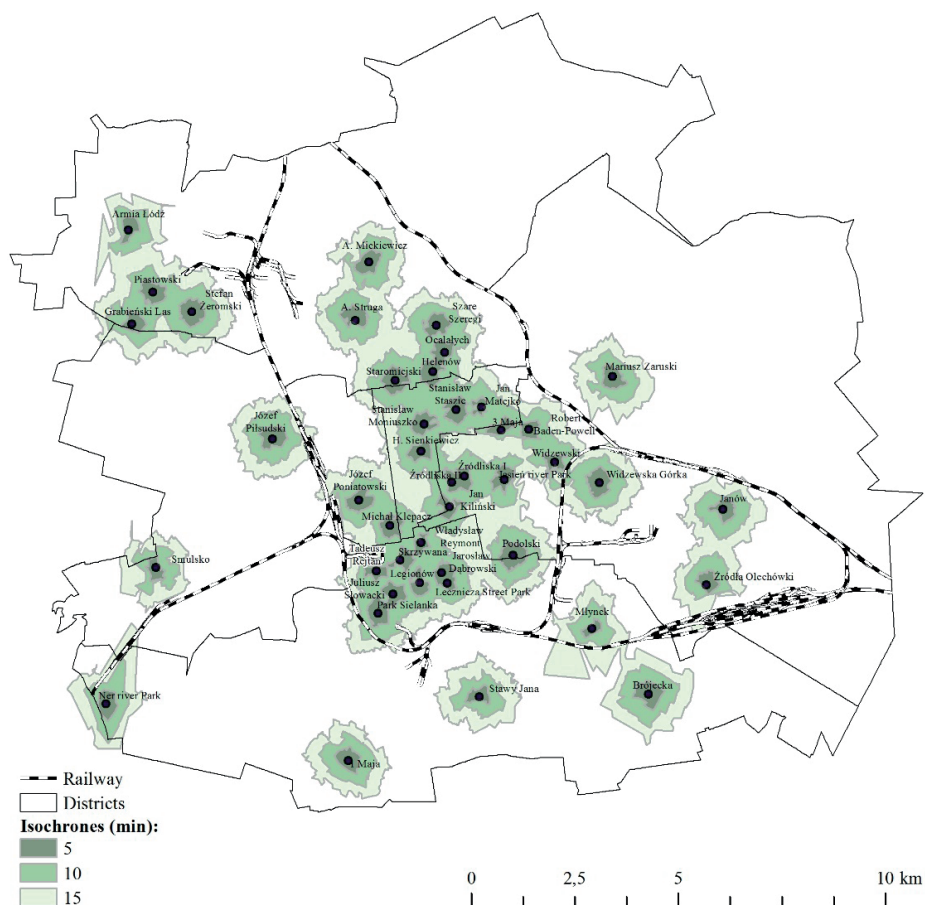 Armia Łódź
A. Mickiewicz
Piastowski
Stefan
Żeromski
Grabieński Las
A. Struga
Szare
Szeregi
Ocalałych
Helenów
Staromiejski
Mariusz Zaruski
Stanisław
Staszic
Jan
Matejko
Stanisław
Moniuszko
3 Maja
Robert
Baden-Powell
Józef
Piłsudski
H. Sienkiewicz
Widzewski
Źródliska I
Źródliska II
Jasień river Park
Widzewska Górka
Józef
Poniatowski
Jan
Kiliński
Janów
Michał Klepacz
Władysław
Reymont
Podolski
Tadeusz
Rejtan
Skrzywana
Jarosław
Dąbrowski
Smulsko
Legionów
Juliusz
Słowacki
Lecznicza Street Park
Źródła Olechówki
Park Sielanka
Młynek
Ner river Park
Stawy Jana
Brójecka
1 Maja
Railway
Districts
Isochrones (min):
5
10
15
0 2,5 5 10 km